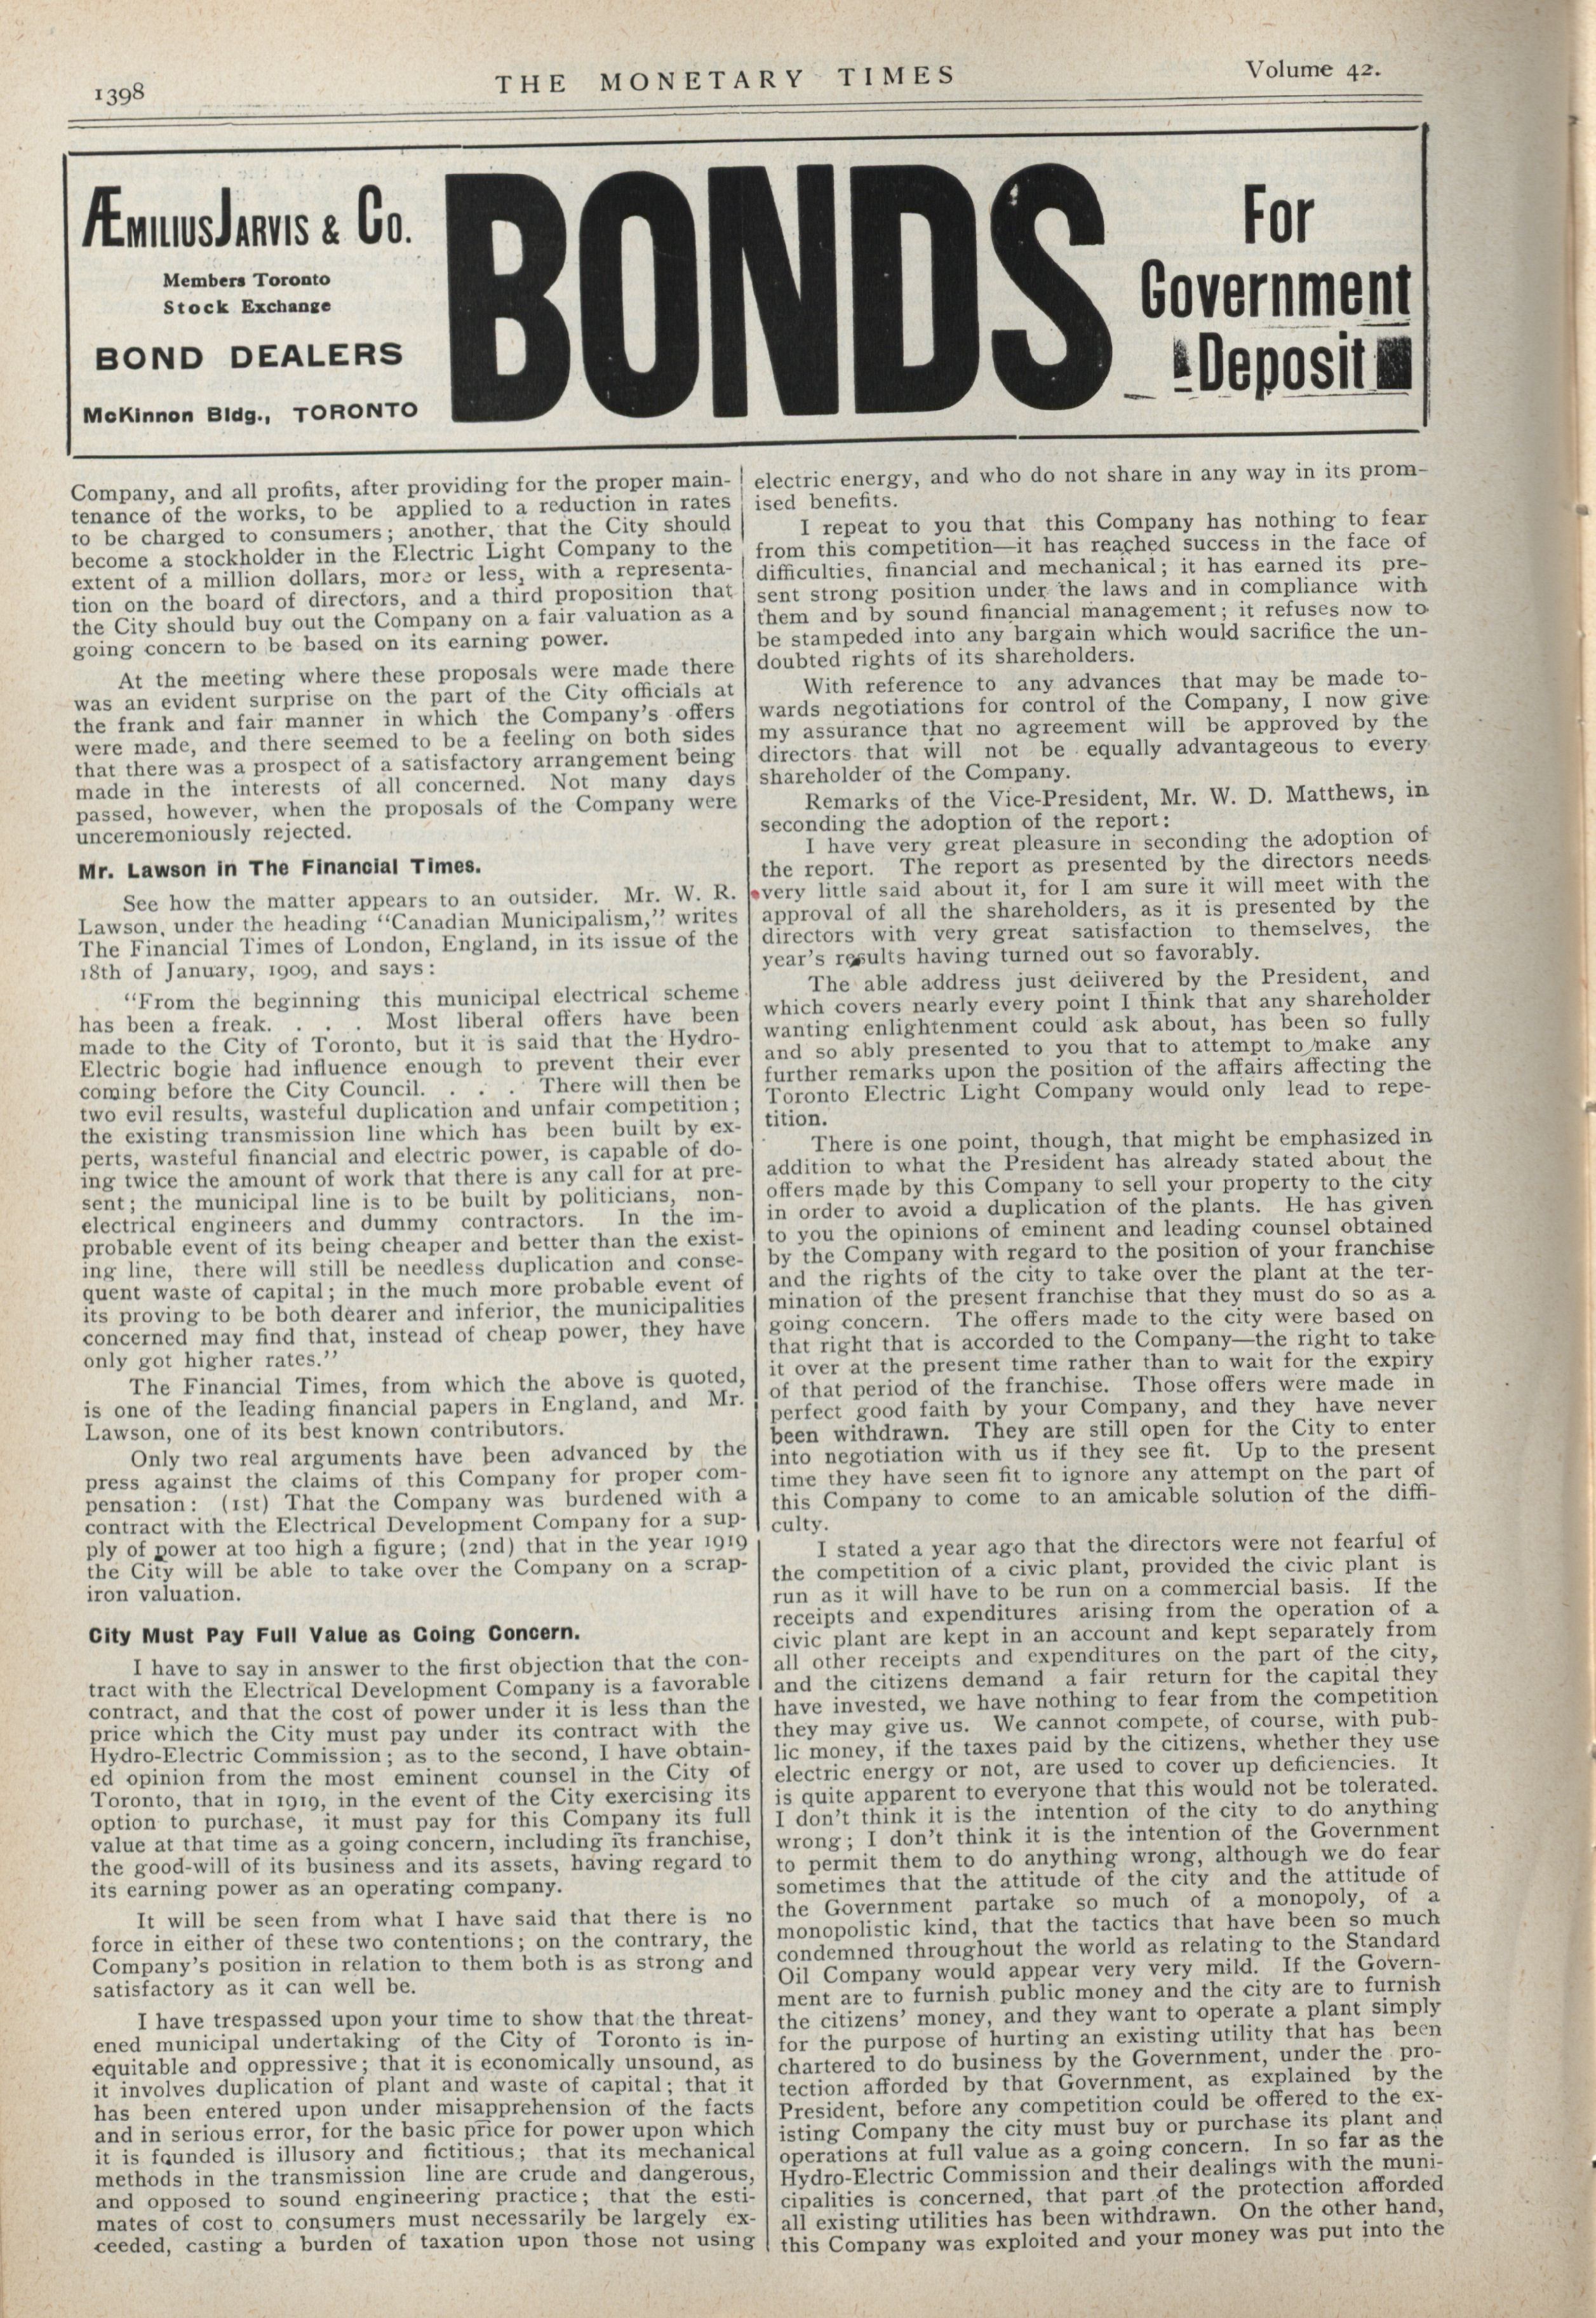 1398
THE MONETARY TIMES
Volume 42.
ÆMILIUS JARVIS & CO.
Members Toronto
Stock Exchange
BOND DEALERS
McKinnon Bldg., TORONTO
BONDS
For
Government
Deposit
Company, and all profits, after providing for the proper main-
tenance of the works, to be applied to a reduction in rates
to be charged to consumers; another, that the City should
become a stockholder in the Electric Light Company to the
extent of a million dollars, more or less, with a representa-
tion on the board of directors, and a third proposition that
the City should buy out the Company on a fair valuation as a
going concern to be based on its earning power.
At the meeting where these proposals were made there
was an evident surprise on the part of the City officials at
the frank and fair manner in which the Company's offers
were made, and there seemed to be a feeling on both sides
that there was a prospect of a satisfactory arrangement being
made in the interests of all concerned. Not many days
passed, however, when the proposals of the Company were
unceremoniously rejected.
Mr. Lawson in The Financial Times.
See how the matter appears to an outsider. Mr. W. R.
Lawson, under the heading "Canadian Municipalism," writes
The Financial Times of London, England, in its issue of the
18th of January, 1909, and says:
"From the beginning this municipal electrical scheme
has been a freak. . . . Most liberal offers have been
made to the City of Toronto, but it is said that the Hydro-
Electric bogie had influence enough to prevent their ever
coming before the City Council. . . . There will then be
two evil results, wasteful duplication and unfair competition;
the existing transmission line which has been built by ex-
perts, wasteful financial and electric power, is capable of do-
ing twice the amount of work that there is any call for at pre-
sent; the municipal line is to be built by politicians, non-
electrical engineers and dummy contractors. In the im-
probable event of its being cheaper and better than the exist-
ing line, there will still be needless duplication and conse-
quent waste of capital; in the much more probable event of
its proving to be both dearer and inferior, the municipalities
concerned may find that, instead of cheap power, they have
only got higher rates."
The Financial Times, from which the above is quoted,
is one of the leading financial papers in England, and Mr.
Lawson, one of its best known contributors.
Only two real arguments have been advanced by the
press against the claims of this Company for proper com-
pensation: (1st) That the Company was burdened with a
contract with the Electrical Development Company for a sup-
ply of power at too high a figure; (2nd) that in the year 1919
the City will be able to take over the Company on a scrap-
iron valuation.
City Must Pay Full Value as Going Concern.
I have to say in answer to the first objection that the con-
tract with the Electrical Development Company is a favorable
contract, and that the cost of power under it is less than the
price which the City must pay under its contract with the
Hydro-Electric Commission; as to the second, I have obtain-
ed opinion from the most eminent counsel in the City of
Toronto, that in 1919, in the event of the City exercising its
option to purchase, it must pay for this Company its full
value at that time as a going concern, including its franchise,
the good-will of its business and its assets, having regard to
its earning power as an operating company.
It will be seen from what I have said that there is no
force in either of these two contentions; on the contrary, the
Company's position in relation to them both is as strong and
satisfactory as it can well be.
I have trespassed upon your time to show that the threat-
ened municipal undertaking of the City of Toronto is in-
equitable and oppressive; that it is economically unsound, as
it involves duplication of plant and waste of capital; that it
has been entered upon under misapprehension of the facts
and in serious error, for the basic price for power upon which
it is founded is illusory and fictitious; that its mechanical
methods in the transmission line are crude and dangerous,
and opposed to sound engineering practice; that the esti-
mates of cost to consumers must necessarily be largely ex-
ceeded, casting a burden of taxation upon those not using
electric energy, and who do not share in any way in its prom-
ised benefits.
I repeat to you that this Company has nothing to fear
from this competition—it has reached success in the face of
difficulties, financial and mechanical; it has earned its pre-
sent strong position under the laws and in compliance with
them and by sound financial management; it refuses now to
be stampeded into any bargain which would sacrifice the un-
doubted rights of its shareholders.
With reference to any advances that may be made to-
wards negotiations for control of the Company, I now give
my assurance that no agreement will be approved by the
directors that will not be equally advantageous to every
shareholder of the Company.
Remarks of the Vice-President, Mr. W. D. Matthews, in
seconding the adoption of the report:
I have very great pleasure in seconding the adoption of
the report. The report as presented by the directors needs
very little said about it, for I am sure it will meet with the
approval of all the shareholders, as it is presented by the
directors with very great satisfaction to themselves, the
year's results having turned out so favorably.
The able address just delivered by the President, and
which covers nearly every point I think that any shareholder
wanting enlightenment could ask about, has been so fully
and so ably presented to you that to attempt to make any
further remarks upon the position of the affairs affecting the
Toronto Electric Light Company would only lead to repe-
tition.
There is one point, though, that might be emphasized in
addition to what the President has already stated about the
offers made by this Company to sell your property to the city
in order to avoid a duplication of the plants. He has given
to you the opinions of eminent and leading counsel obtained
by the Company with regard to the position of your franchise
and the rights of the city to take over the plant at the ter-
mination of the present franchise that they must do so as a
going concern. The offers made to the city were based on
that right that is accorded to the Company—the right to take
it over at the present time rather than to wait for the expiry
of that period of the franchise. Those offers were made in
perfect good faith by your Company, and they have never
been withdrawn. They are still open for the City to enter
into negotiation with us if they see fit. Up to the present
time they have seen fit to ignore any attempt on the part of
this Company to come to an amicable solution of the diffi-
culty.
I stated a year ago that the directors were not fearful of
the competition of a civic plant, provided the civic plant is
run as it will have to be run on a commercial basis. If the
receipts and expenditures arising from the operation of a
civic plant are kept in an account and kept separately from
all other receipts and expenditures on the part of the city,
and the citizens demand a fair return for the capital they
have invested, we have nothing to fear from the competition
they may give us. We cannot compete, of course, with pub-
lic money, if the taxes paid by the citizens, whether they use
electric energy or not, are used to cover up deficiencies. It
is quite apparent to everyone that this would not be tolerated.
I don't think it is the intention of the city to do anything
wrong; I don't think it is the intention of the Government
to permit them to do anything wrong, although we do fear
sometimes that the attitude of the city and the attitude of
the Government partake so much of a monopoly, of a
monopolistic kind, that the tactics that have been so much
condemned throughout the world as relating to the Standard
Oil Company would appear very very mild. If the Govern-
ment are to furnish public money and the city are to furnish
the citizens' money, and they want to operate a plant simply
for the purpose of hurting an existing utility that has been
chartered to do business by the Government, under the pro-
tection afforded by that Government, as explained by the
President, before any competition could be offered to the ex-
isting Company the city must buy or purchase its plant and
operations at full value as a going concern. In so far as the
Hydro-Electric Commission and their dealings with the muni-
cipalities is concerned, that part of the protection afforded
all existing utilities has been withdrawn. On the other hand,
this Company was exploited and your money was put into the